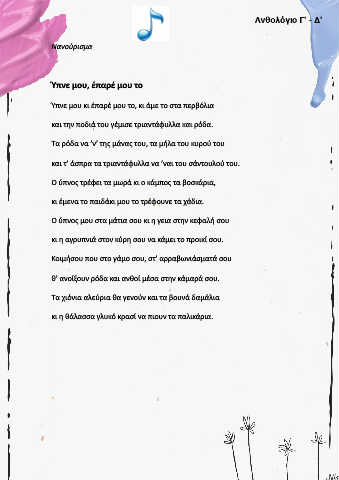 Ανθολόγιο Γ' - Δ'
Νανούρισμα
Ύπνε μου, έπαρέ μου το
Ύπνε μου κι έπαρέ μου το, κι άμε το στα περβόλια
και την ποδιά του γέμισε τριαντάφυλλα και ρόδα.
Τα ρόδα να 'ν' της μάνας του, τα μήλα του κυρού του
και τ' άσπρα τα τριαντάφυλλα να 'ναι του σάντουλού του.
Ο ύπνος τρέφει τα μωρά κι ο κάμπος τα βοσκάρια,
κι έμενα το παιδάκι μου το τρέφουνε τα χάδια.
Ο ύπνος μου στα μάτια σου κι η γεια στην κεφαλή σου
κι η αγρυπνιά στον κύρη σου να κάμει το προικί σου.
Κοιμήσου που στο γάμο σου, στ' αρραβωνιάσματά σου
θ' ανοίξουν ρόδα και ανθοί μέσα στην κάμαρά σου.
Τα χιόνια αλεύρια θα γενούν και τα βουνά δαμάλια
κι η θάλασσα γλυκό κρασί να πιουν τα παλικάρια.